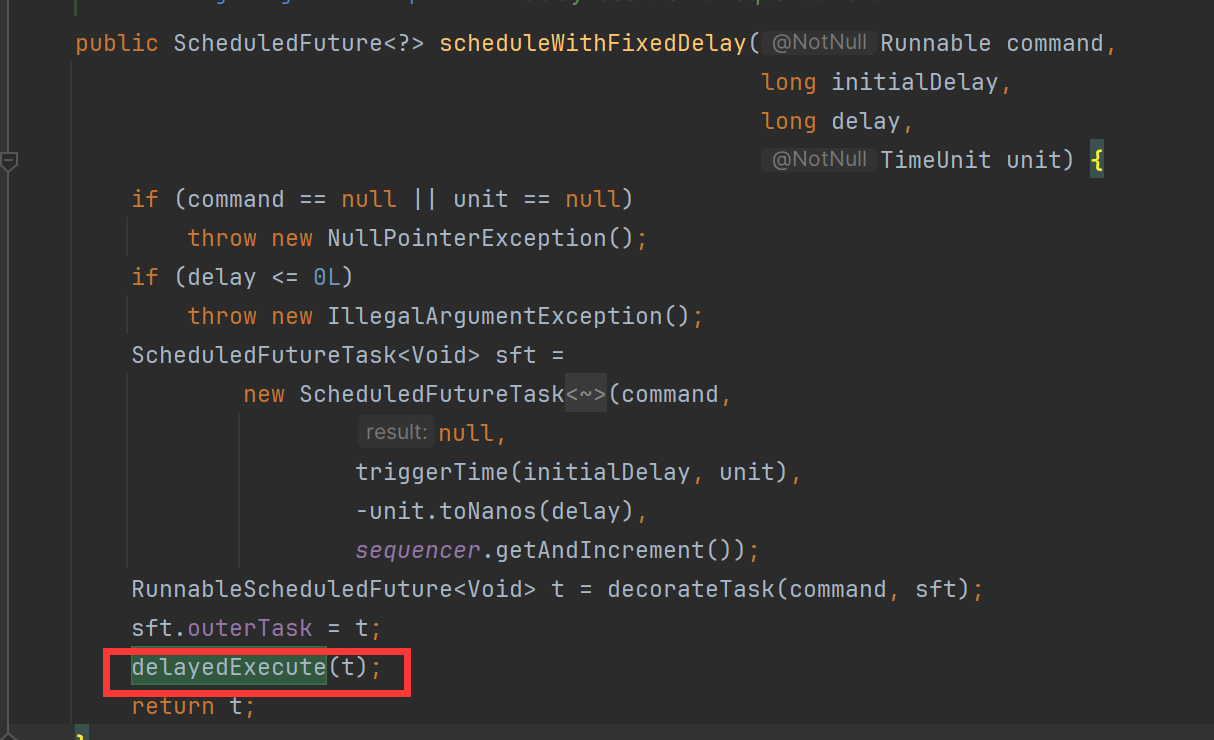 public ScheduledFuture<?> scheduleWithFixedDelay( @NotNull Runnable command,
long initialDelay,
long delay,
@NotNull TimeUnit unit) {
if (command == null || unit == null)
throw new NullPointerException();
if (delay <= 0L)
throw new IllegalArgumentException();
ScheduledFutureTask<Void> sft =
new ScheduledFutureTask<~>(command,
result: null,
triggerTime(initialDelay, unit),
-unit.toNanos(delay),
sequencer.getAndIncrement());
RunnableScheduledFuture<Void> t = decorateTask(command, sft);
sft.outerTask = t;
delayedExecute(t);
return t;
}